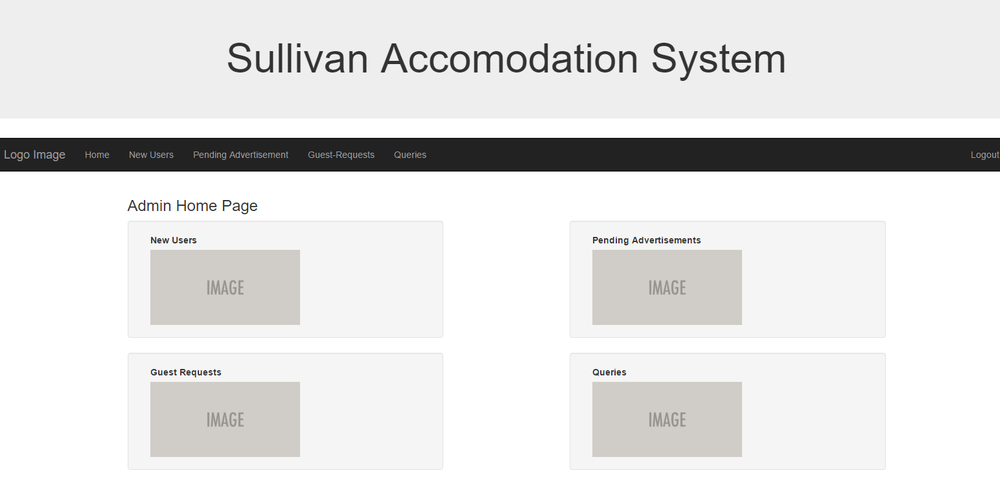 Sullivan Accomodation System
Logo Image Home New Users Pending Advertisement Guest-Requests Queries Logout
Admin Home Page
New Users
IMAGE
Pending Advertisements
IMAGE
Guest Requests
IMAGE
Queries
IMAGE